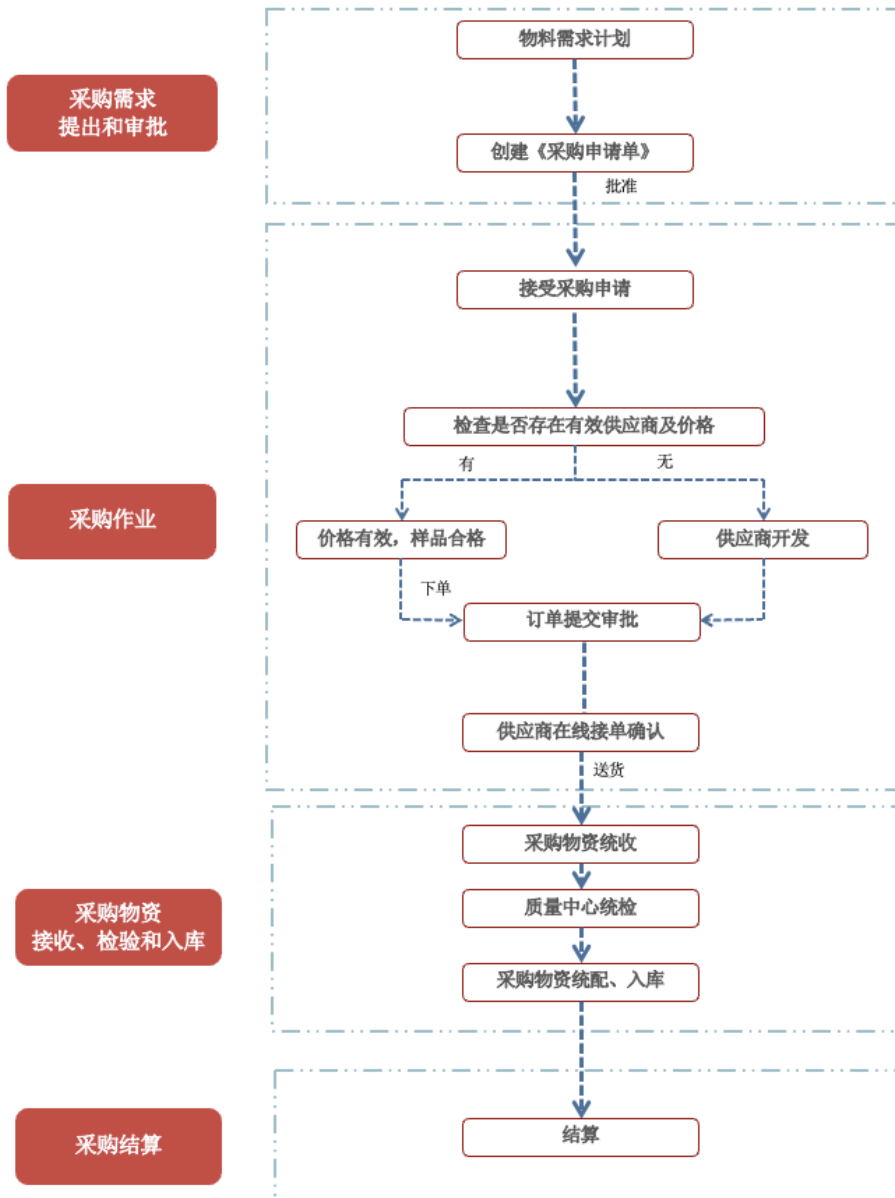 物料需求计划
采购需求
提出和审批
创建《采购申请单》
批准
接受采购申请
检查是否存在有效供应商及价格
有
无
采购作业
价格有效，样品合格
供应商开发
下单
订单提交审批
供应商在线接单确认
送货
采购物资统收
采购物资
接收、检验和入库
质量中心统检
采购物资统配、入库
采购结算
结算